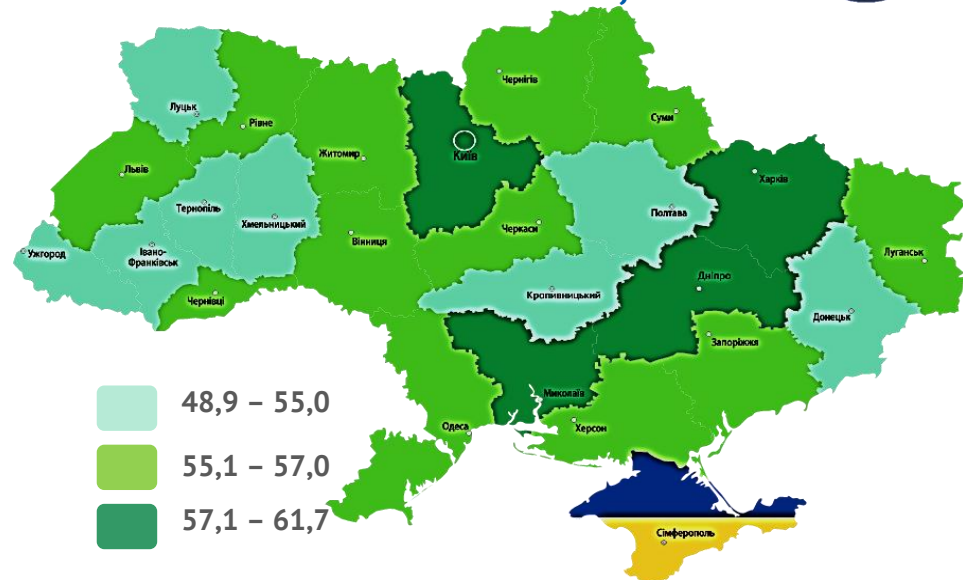 Чернігів
Луцьк
Рівне
Суми
Житомир
Київ
Львів
Харків
Тернопіль
Хмельницький
Полтава
Черкаси
Вінниця
Ужгород
Івано-
Франківськ
Луганськ
Дніпро
Чернівці
Кропивницький
Донецьк
Запоріжжя
Миколаїв
Херсон
Одеса
48,9 – 55,0
55,1 – 57,0
57,1 – 61,7
Сімферополь